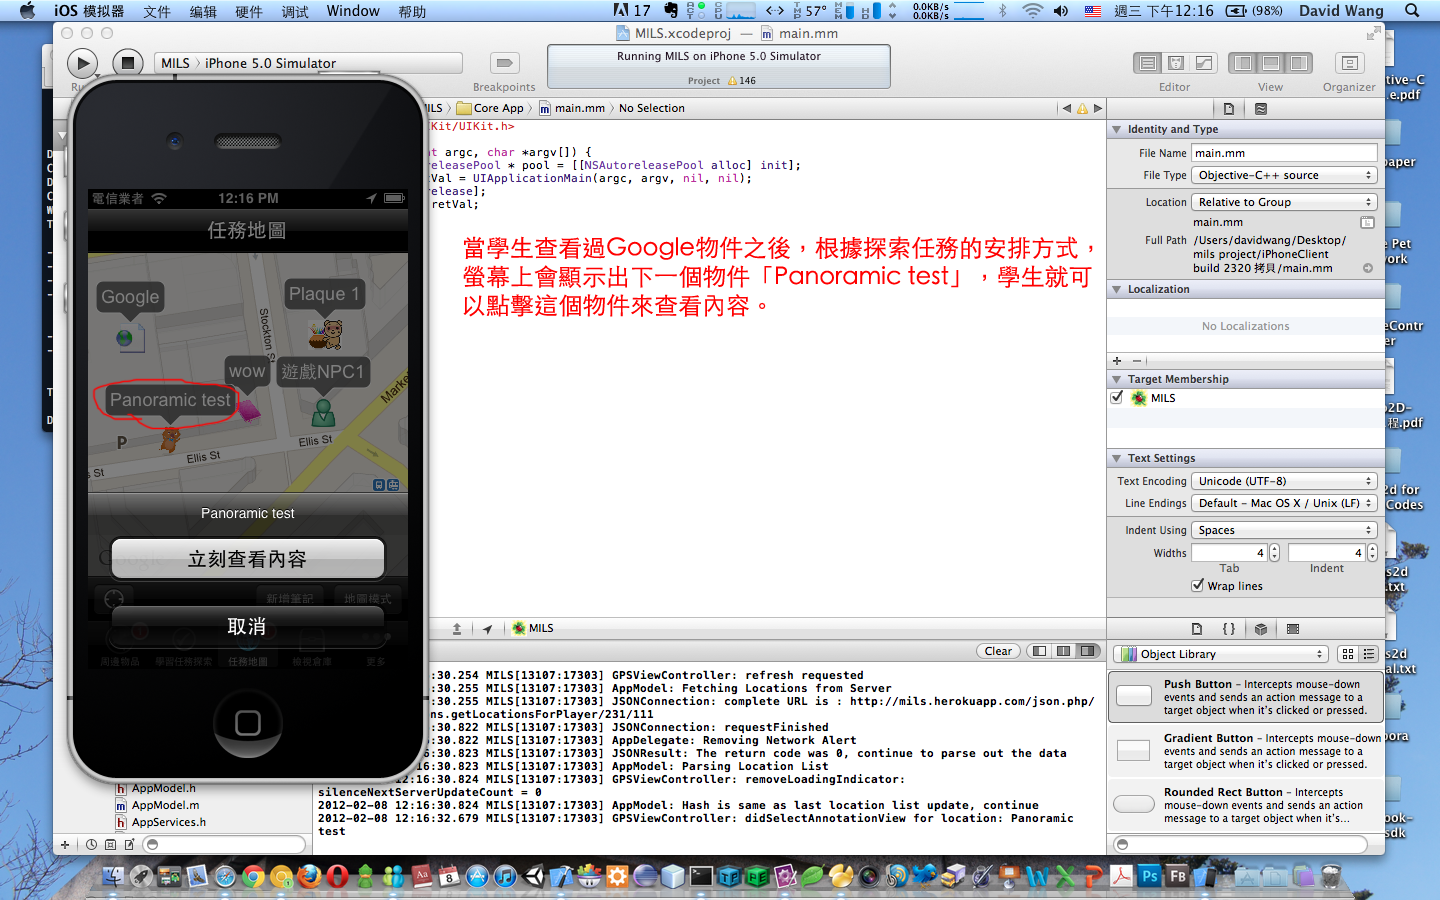 iOS 模拟器 文件 编辑 硬件 调试 Window 帮助 17 57° 0.0KB/s 0.0KB/s 週三 下午12:16 (98%) David Wang
MILS.xcodeproj — main.mm
MILS 〉 iPhone 5.0 Simulator
Breakpoints
Running MILS on iPhone 5.0 Simulator
Project 146
Editor View Organizer
Core App 〉 main.mm 〉 No Selection
Kit/UIKit.h>
t argc, char *argv[]) {
releasePool * pool = [[NSAutoreleasePool alloc] init];
tVal = UIApplicationMain(argc, argv, nil, nil);
release];
retVal;
當學生查看過Google物件之後，根據探索任務的安排方式，
螢幕上會顯示出下一個物件「Panoramic test」，學生就可
以點擊這個物件來查看內容。
電信業者 12:16 PM
任務地圖
Google
Plaque 1
wow
遊戲NPC1
Panoramic test
Stockton St
Market
P
Ellis St
Ellis St
s St
Panoramic test
立刻查看內容
新增筆記 地圖模式
取消
周邊物品 學習任務探索 任務地圖 檢視倉庫 更多
Identity and Type
File Name main.mm
File Type Objective-C++ source
Location Relative to Group
main.mm
Full Path /Users/davidwang/Desktop/
mils project/iPhoneClient
build 2320 拷貝/main.mm
Localization
No Localizations
Target Membership
MILS
Text Settings
Text Encoding Unicode (UTF-8)
Line Endings Default - Mac OS X / Unix (LF)
Indent Using Spaces
Widths 4 4
Tab Indent
Wrap lines
Object Library
Push Button - Intercepts mouse-down
events and sends an action message to a
target object when it's clicked or pressed.
Gradient Button - Intercepts mouse-down
events and sends an action message to a
target object when it's clicked or pressed.
Rounded Rect Button - Intercepts
mouse-down events and sends an action
message to a target object when it's...
MILS
Clear
:30.254 MILS[13107:17303] GPSViewController: refresh requested
:30.255 MILS[13107:17303] AppModel: Fetching Locations from Server
:30.255 MILS[13107:17303] JSONConnection: complete URL is : http://mils.herokuapp.com/json.php/
ns.getLocationsForPlayer/231/111
:30.822 MILS[13107:17303] JSONConnection: requestFinished
:30.822 MILS[13107:17303] AppDelegate: Removing Network Alert
:30.823 MILS[13107:17303] JSONResult: The return code was 0, continue to parse out the data
:30.823 MILS[13107:17303] AppModel: Parsing Location List
2012-02-08 12:16:30.824 MILS[13107:17303] GPSViewController: removeLoadingIndicator:
silenceNextServerUpdateCount = 0
2012-02-08 12:16:30.824 MILS[13107:17303] AppModel: Hash is same as last location list update, continue
2012-02-08 12:16:32.679 MILS[13107:17303] GPSViewController: didSelectAnnotationView for location: Panoramic
test
AppModel.h
AppModel.m
AppServices.h